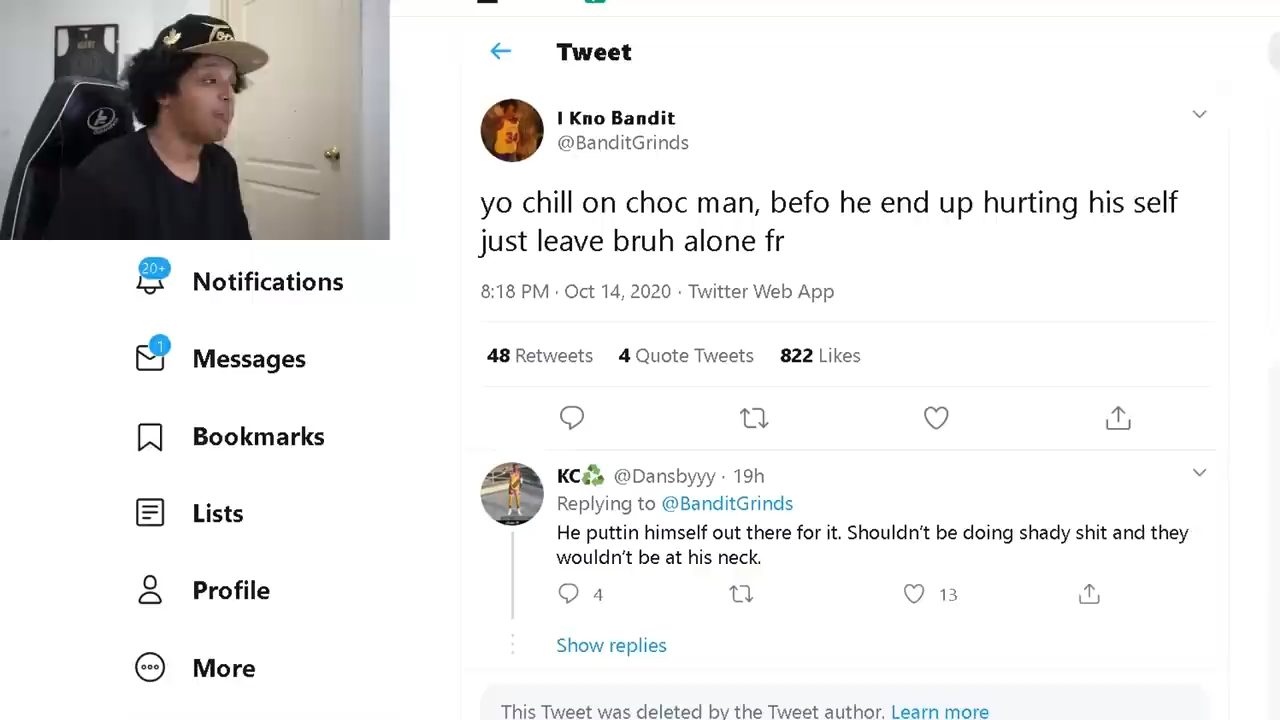 Tweet
I Kno Bandit
@BanditGrinds
yo chill on choc man, befo he end up hurting his self
just leave bruh alone fr
8:18 PM · Oct 14, 2020 · Twitter Web App
48 Retweets 4 Quote Tweets 822 Likes
KC♻ @Dansbyyy · 19h
Replying to @BanditGrinds
He puttin himself out there for it. Shouldn't be doing shady shit and they
wouldn't be at his neck.
4 13
Show replies
This Tweet was deleted by the Tweet author. Learn more
20+
Notifications
1
Messages
Bookmarks
Lists
Profile
More
34